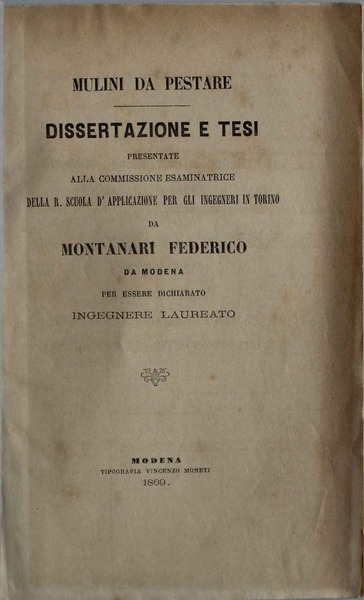 MULINI DA PESTARE
DISSERTAZIONE E TESI
PRESENTATE
ALLA COMMISSIONE ESAMINATRICE
DELLA R. SCUOLA D' APPLICAZIONE PER GLI INGEGNERI IN TORINO
DA
MONTANARI FEDERICO
DA MODENA
PER ESSERE DICHIARATO
INGEGNERE LAUREATO
MODENA
TIPOGRAFIA VINCENZO MONETI
1869.